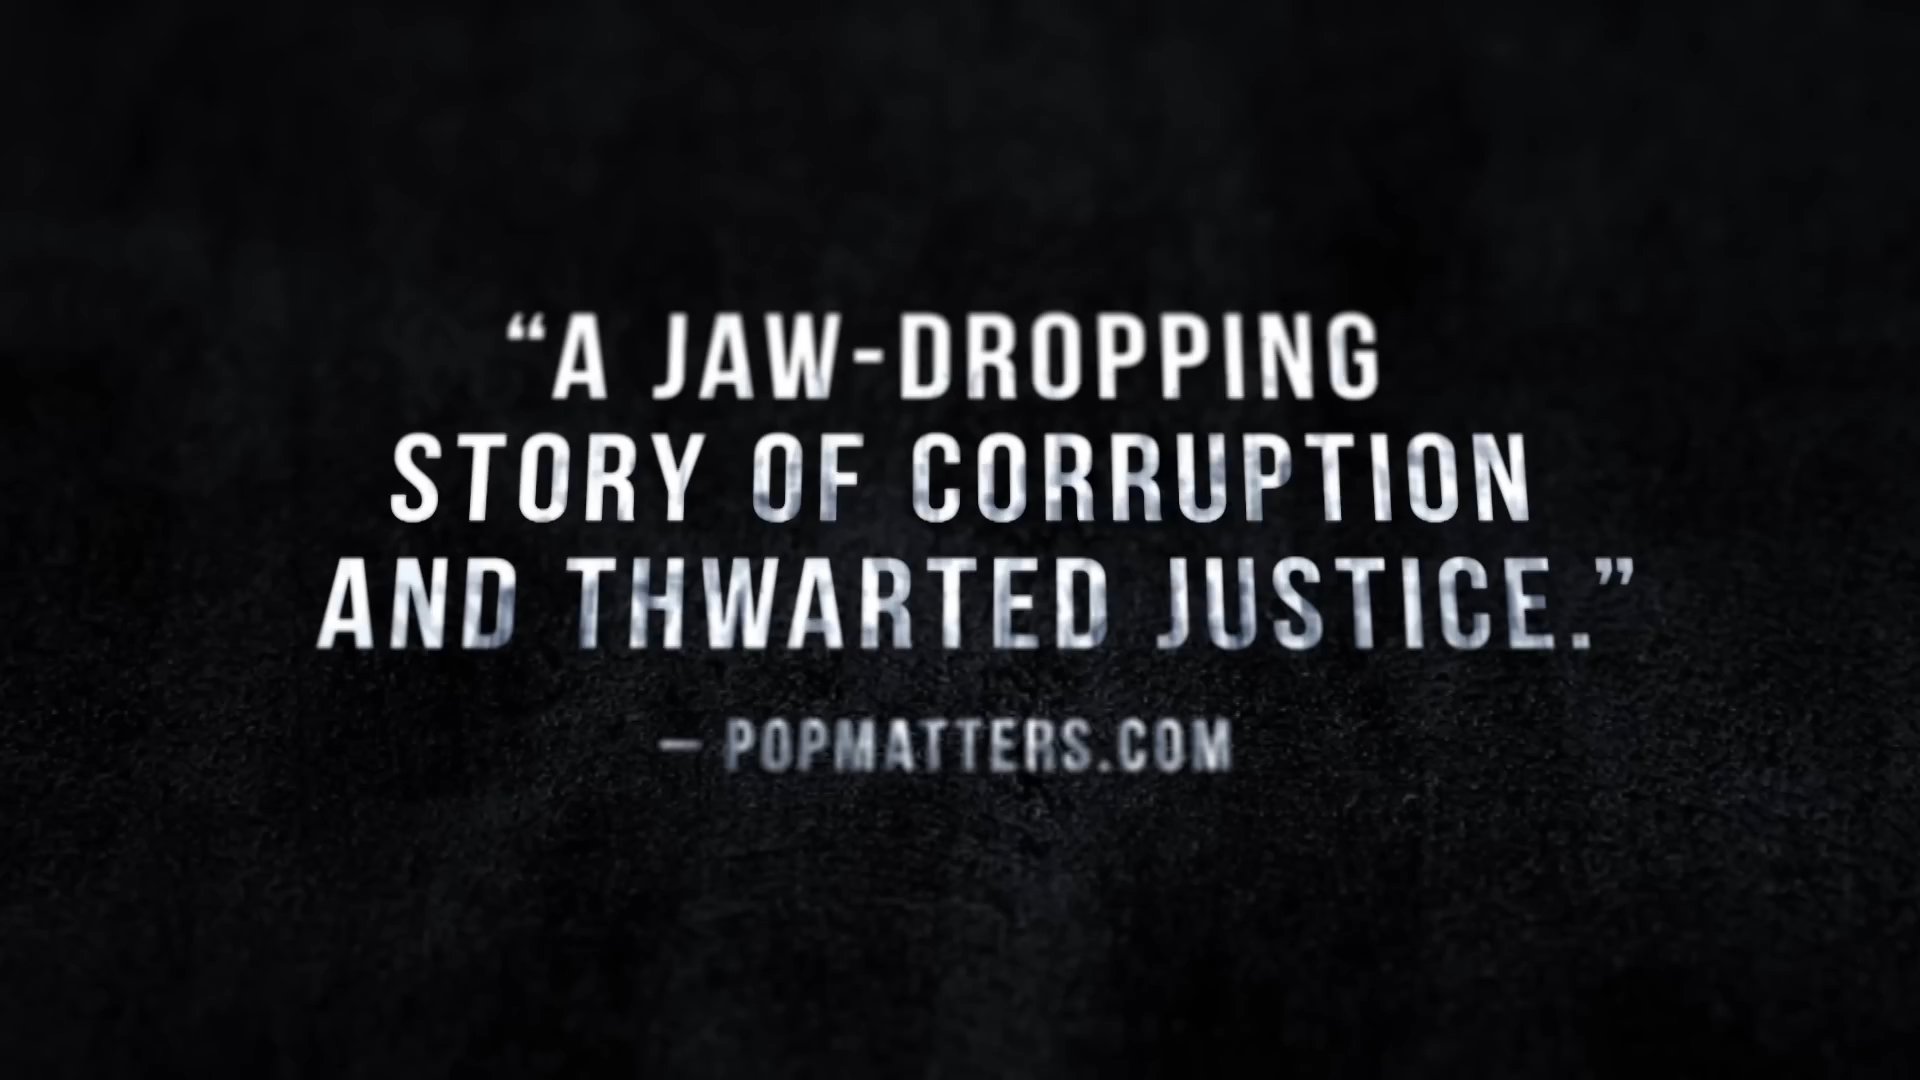 “A JAW-DROPPING
STORY OF CORRUPTION
AND THWARTED JUSTICE.”
– POPMATTERS.COM